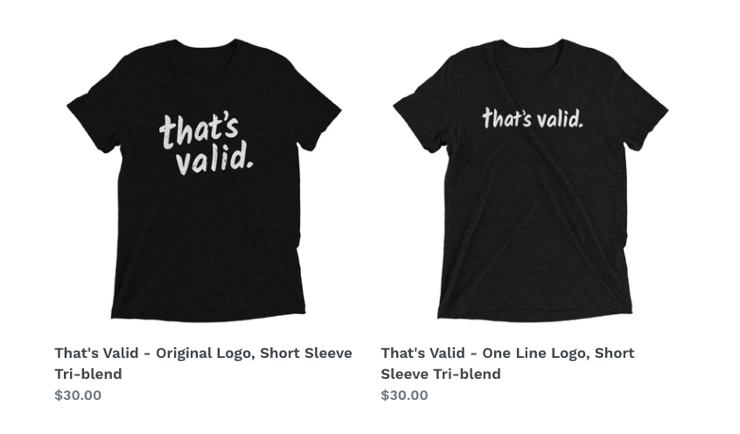 that's
valid.
that's valid.
That's Valid - Original Logo, Short Sleeve
Tri-blend
$30.00
That's Valid - One Line Logo, Short
Sleeve Tri-blend
$30.00